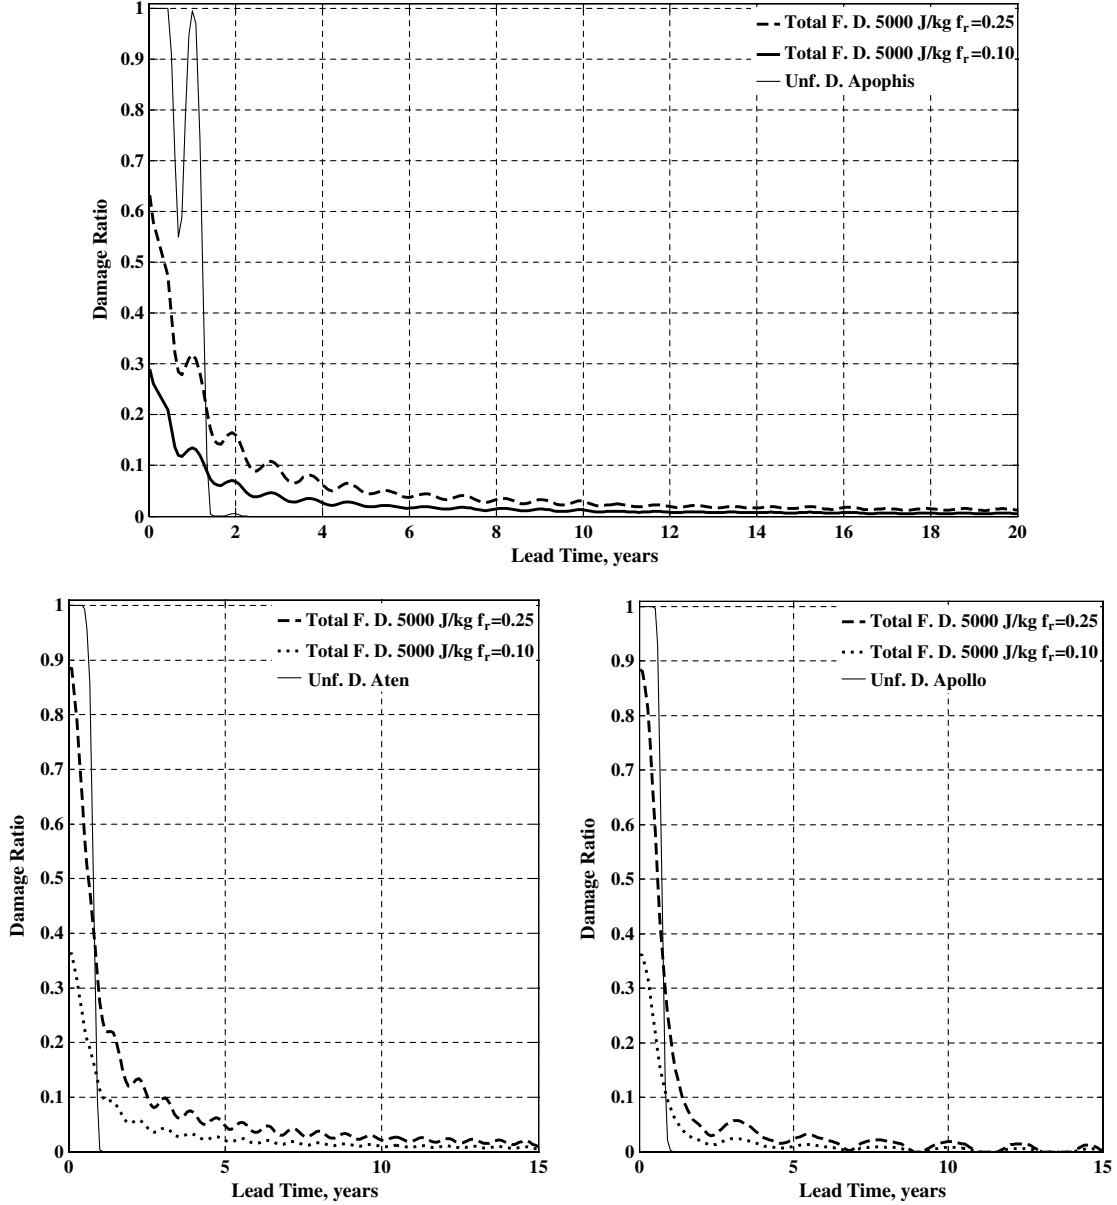 1
0.9
0.8
0.7
0.6
0.5
0.4
0.3
0.2
0.1
0
Damage Ratio
Total F. D. 5000 J/kg fr=0.25
Total F. D. 5000 J/kg fr=0.10
Unf. D. Apophis
0 2 4 6 8 10 12 14 16 18 20
Lead Time, years
1
0.9
0.8
0.7
0.6
0.5
0.4
0.3
0.2
0.1
0
Damage Ratio
Total F. D. 5000 J/kg fr=0.25
Total F. D. 5000 J/kg fr=0.10
Unf. D. Aten
0 5 10 15
Lead Time, years
1
0.9
0.8
0.7
0.6
0.5
0.4
0.3
0.2
0.1
0
Damage Ratio
Total F. D. 5000 J/kg fr=0.25
Total F. D. 5000 J/kg fr=0.10
Unf. D. Apollo
0 5 10 15
Lead Time, years